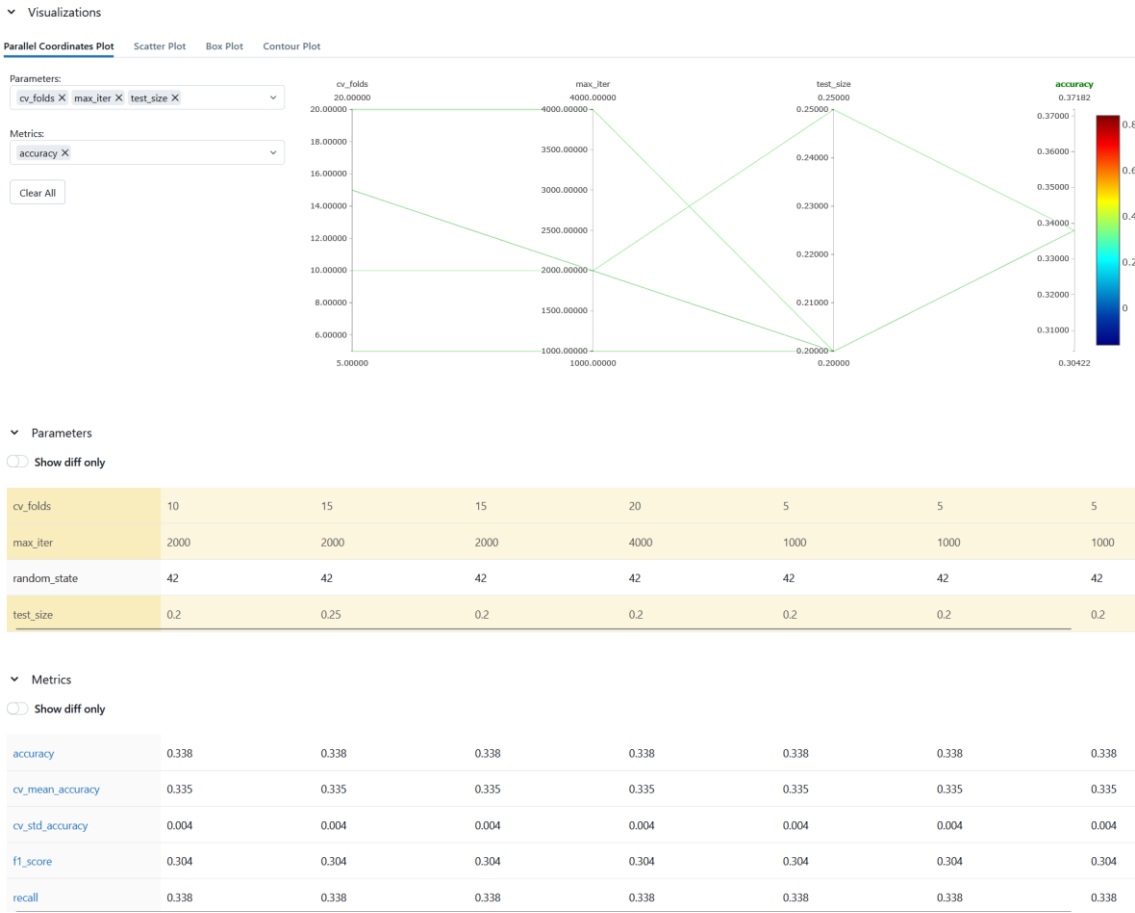 Visualizations
Parallel Coordinates Plot Scatter Plot Box Plot Contour Plot
Parameters:
cv_folds × max_iter × test_size ×
Metrics:
accuracy ×
Clear All
cv_folds max_iter test_size accuracy
20.00000 4000.00000 0.25000 0.37182
20.00000 4000.00000 0.25000 0.37000 0.8
18.00000 3500.00000 0.24000 0.36000
16.00000 3000.00000 0.23000 0.35000 0.6
14.00000 2500.00000 0.22000 0.34000 0.4
12.00000 2000.00000 0.21000 0.33000 0.2
10.00000 1500.00000 0.20000 0.32000 0
8.00000 1000.00000 0.31000
6.00000
5.00000 1000.00000 0.20000 0.30422
Parameters
Show diff only
cv_folds 10 15 15 20 5 5 5
max_iter 2000 2000 2000 4000 1000 1000 1000
random_state 42 42 42 42 42 42 42
test_size 0.2 0.25 0.2 0.2 0.2 0.2 0.2
Metrics
Show diff only
accuracy 0.338 0.338 0.338 0.338 0.338 0.338 0.338
cv_mean_accuracy 0.335 0.335 0.335 0.335 0.335 0.335 0.335
cv_std_accuracy 0.004 0.004 0.004 0.004 0.004 0.004 0.004
f1_score 0.304 0.304 0.304 0.304 0.304 0.304 0.304
recall 0.338 0.338 0.338 0.338 0.338 0.338 0.338